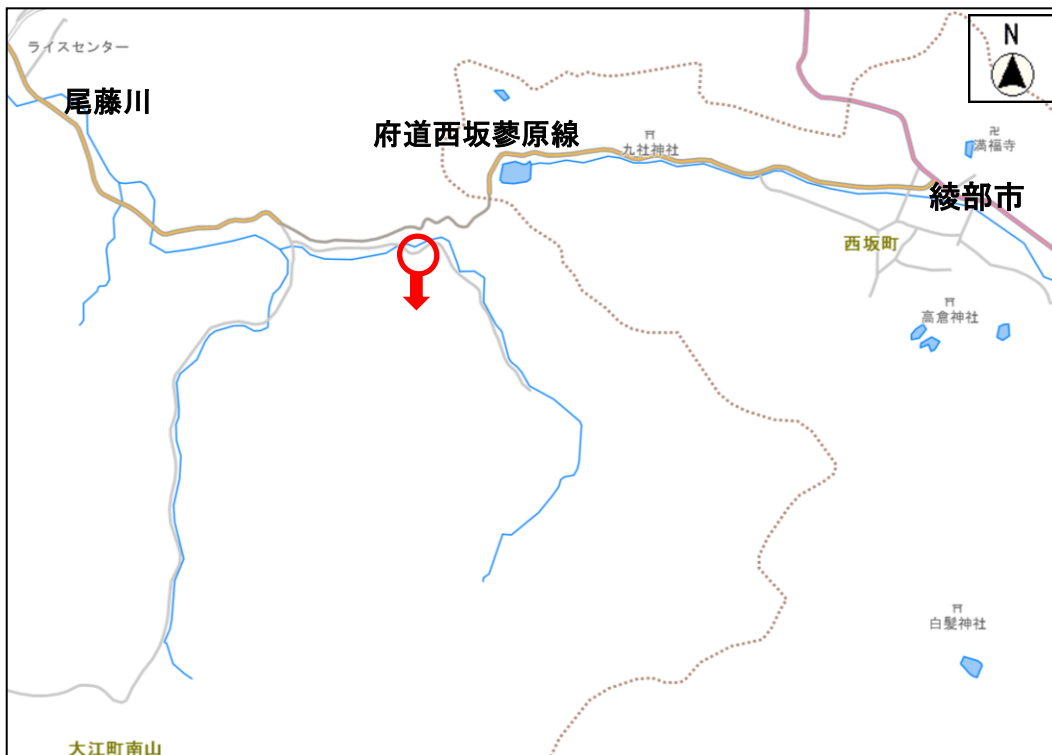 ライスセンター
N
尾藤川
府道西坂蓼原線
九社神社
満福寺
綾部市
西坂町
高倉神社
白髪神社
大江町南山